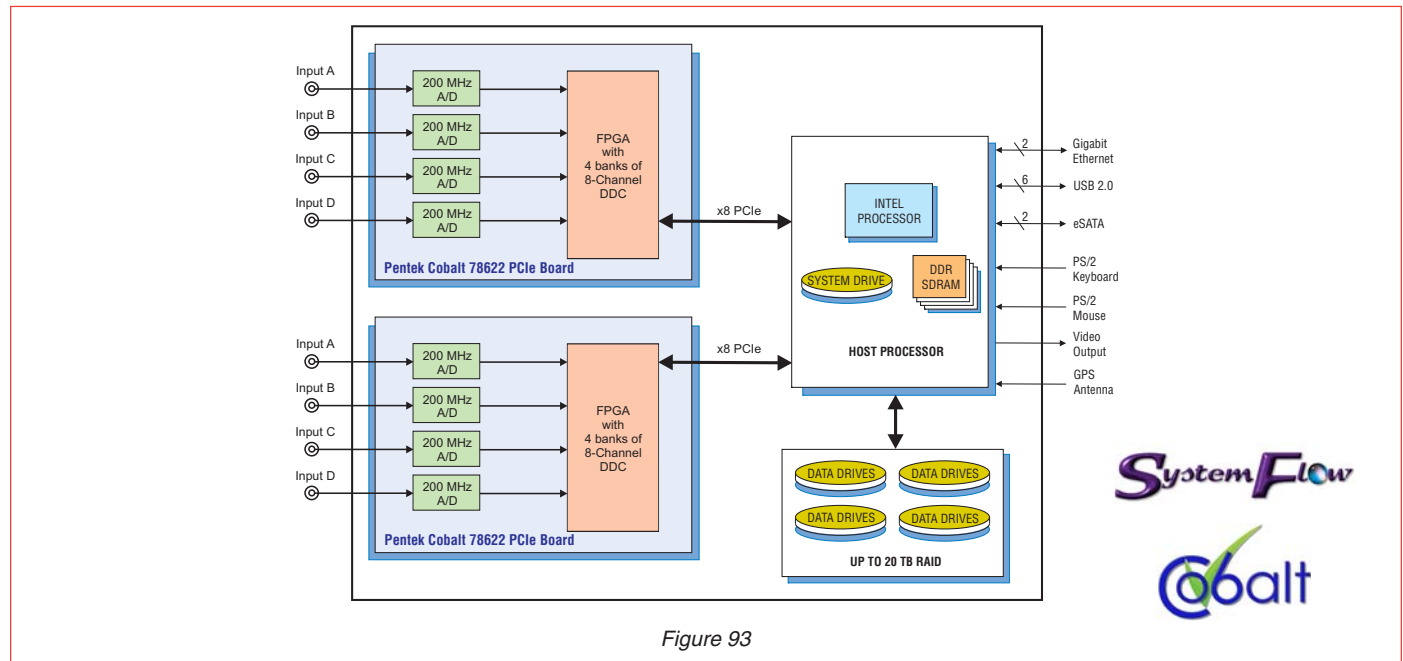 Input A
200 MHz
A/D
Input B
200 MHz
A/D
Input C
200 MHz
A/D
Input D
200 MHz
A/D
FPGA
with
4 banks of
8-Channel
DDC
Pentek Cobalt 78622 PCIe Board
x8 PCIe
Input A
200 MHz
A/D
Input B
200 MHz
A/D
Input C
200 MHz
A/D
Input D
200 MHz
A/D
FPGA
with
4 banks of
8-Channel
DDC
Pentek Cobalt 78622 PCIe Board
x8 PCIe
INTEL
PROCESSOR
SYSTEM DRIVE
DDR
SDRAM
HOST PROCESSOR
2
Gigabit
Ethernet
6
USB 2.0
2
eSATA
PS/2
Keyboard
PS/2
Mouse
Video
Output
GPS
Antenna
DATA DRIVES
DATA DRIVES
DATA DRIVES
DATA DRIVES
UP TO 20 TB RAID
SystemFlow
Cobalt
Figure 93